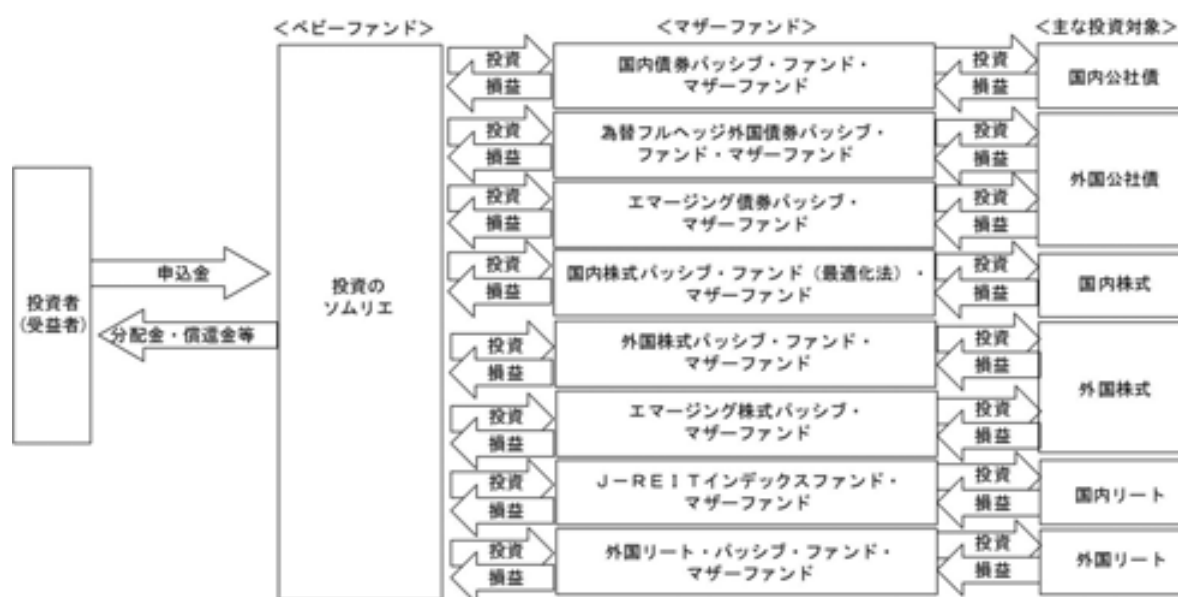 ＜ベビーファンド＞
＜マザーファンド＞
＜主な投資対象＞
投資者
(受益者)
申込金
分配金・償還金等
投資の
ソムリエ
投資
損益
国内債券パッシブ・ファンド・
マザーファンド
投資
損益
国内公社債
投資
損益
為替フルヘッジ外国債券パッシブ・
ファンド・マザーファンド
投資
損益
外国公社債
投資
損益
エマージング債券パッシブ・
マザーファンド
投資
損益
投資
損益
国内株式パッシブ・ファンド（最適化法）・
マザーファンド
投資
損益
国内株式
投資
損益
外国株式パッシブ・ファンド・
マザーファンド
投資
損益
外国株式
投資
損益
エマージング株式パッシブ・
マザーファンド
投資
損益
投資
損益
Ｊ－ＲＥＩＴインデックスファンド・
マザーファンド
投資
損益
国内リート
投資
損益
外国リート・パッシブ・ファンド・
マザーファンド
投資
損益
外国リート